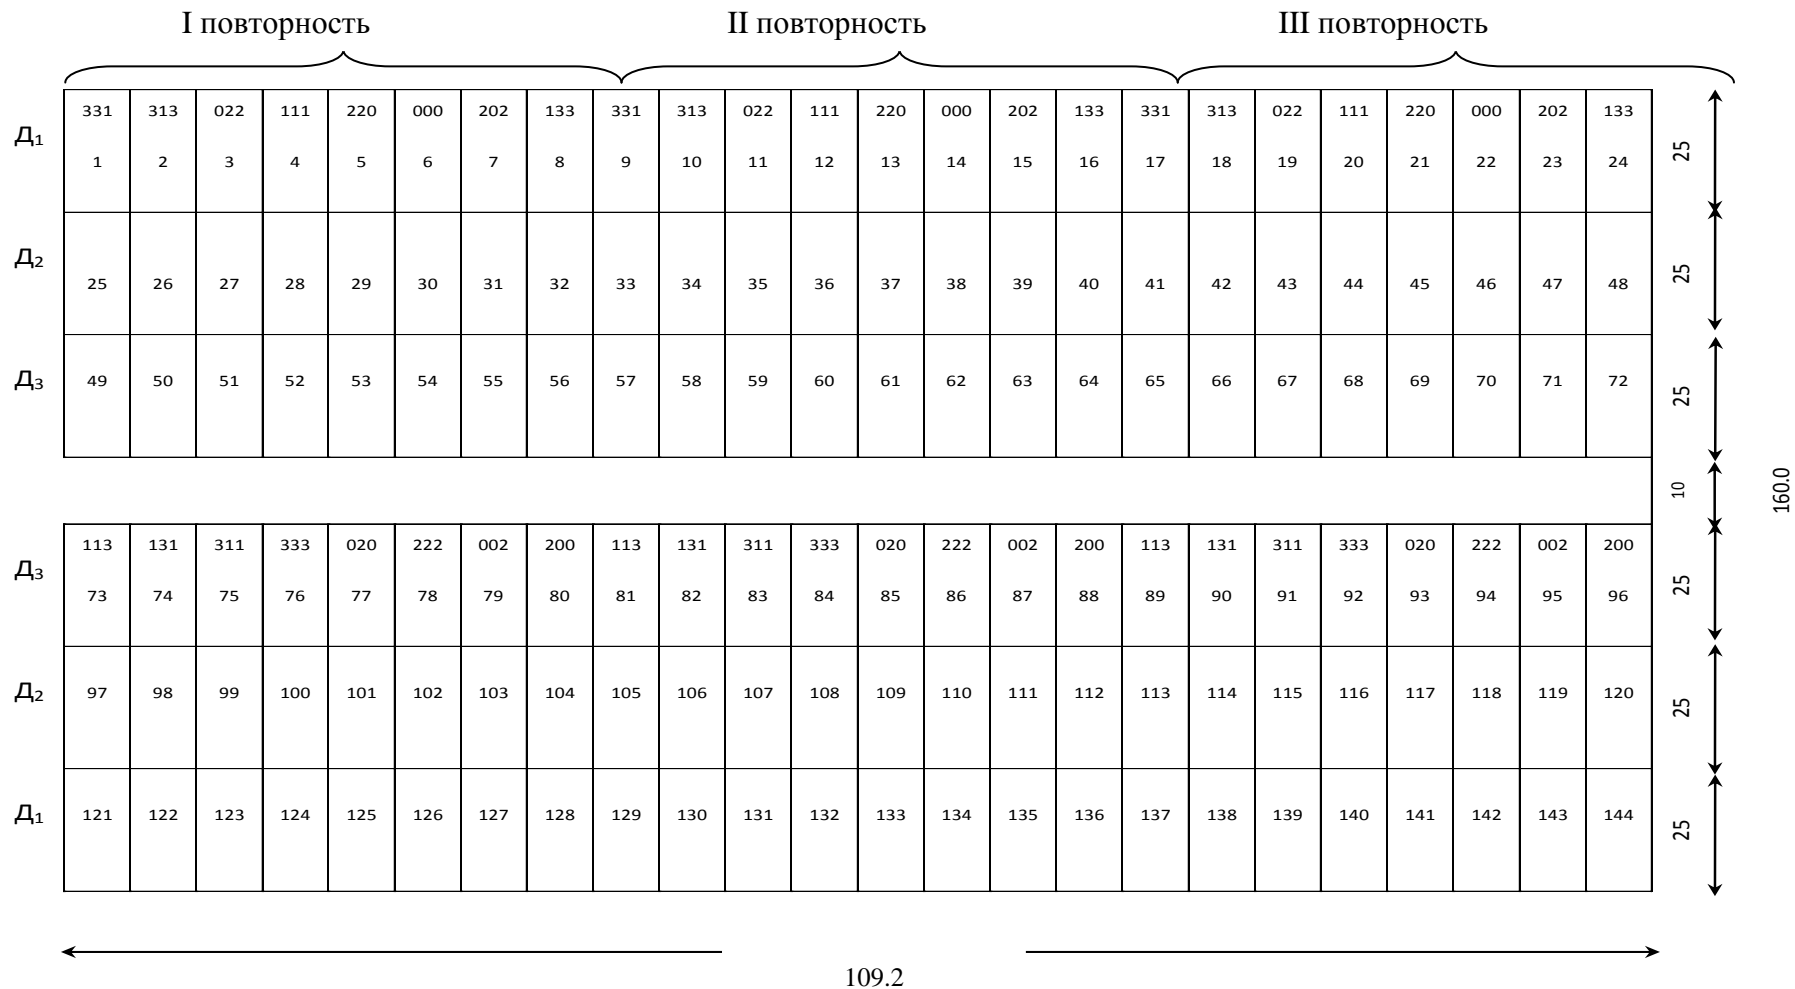 I повторность II повторность III повторность
331 313 022 111 220 000 202 133 331 313 022 111 220 000 202 133 331 313 022 111 220 000 202 133
Д₁ 25
1 2 3 4 5 6 7 8 9 10 11 12 13 14 15 16 17 18 19 20 21 22 23 24
Д₂ 25
25 26 27 28 29 30 31 32 33 34 35 36 37 38 39 40 41 42 43 44 45 46 47 48
Д₃ 49 50 51 52 53 54 55 56 57 58 59 60 61 62 63 64 65 66 67 68 69 70 71 72 25
10 160.0
113 131 311 333 020 222 002 200 113 131 311 333 020 222 002 200 113 131 311 333 020 222 002 200
Д₃ 25
73 74 75 76 77 78 79 80 81 82 83 84 85 86 87 88 89 90 91 92 93 94 95 96
Д₂ 97 98 99 100 101 102 103 104 105 106 107 108 109 110 111 112 113 114 115 116 117 118 119 120 25
Д₁ 121 122 123 124 125 126 127 128 129 130 131 132 133 134 135 136 137 138 139 140 141 142 143 144 25
109.2